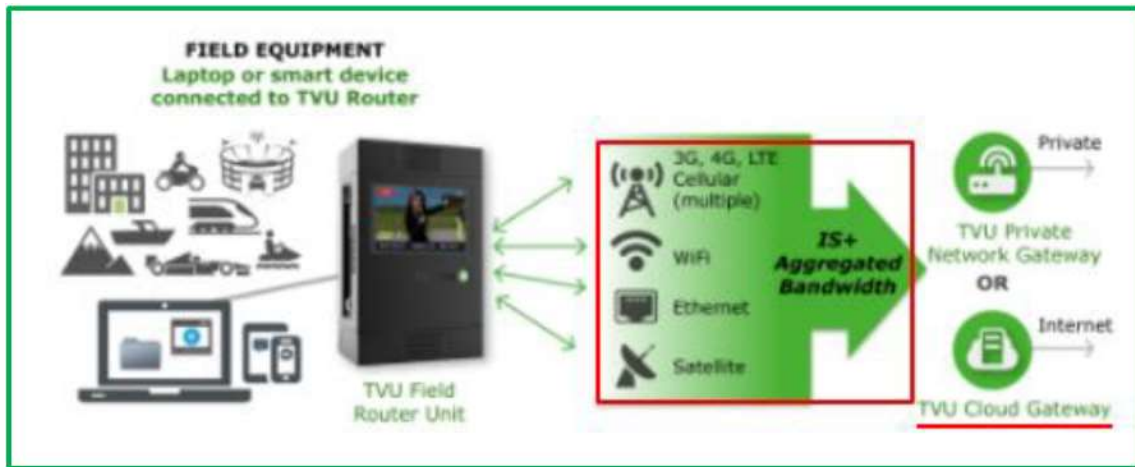 FIELD EQUIPMENT
Laptop or smart device
connected to TVU Router
TVU Field
Router Unit
3G, 4G, LTE
Cellular
(multiple)
WiFi
Ethernet
Satellite
IS+
Aggregated
Bandwidth
Private
TVU Private
Network Gateway
OR
Internet
TVU Cloud Gateway